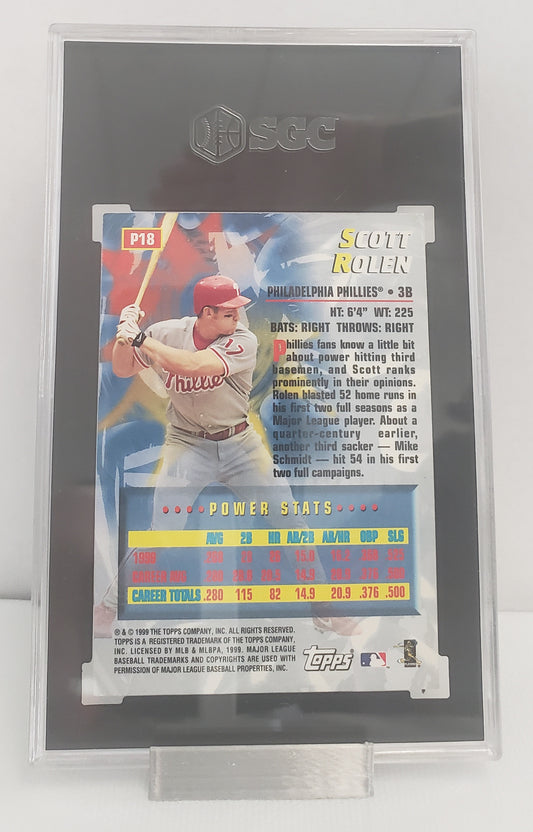 SGC
P18
SCOTT
ROLEN
PHILADELPHIA PHILLIES® • 3B
HT: 6'4" WT: 225
BATS: RIGHT THROWS: RIGHT
Phillies fans know a little bit
about power hitting third
basemen, and Scott ranks
prominently in their opinions.
Rolen blasted 52 home runs in
his first two full seasons as a
Major League player. About a
quarter-century earlier,
another third sacker — Mike
Schmidt — hit 54 in his first
two full campaigns.
17
Phillie
POWER STATS
AVG 2B HR AB/2B AB/HR OBP SLG
1998
CAREER AVG. .280
CAREER TOTALS .280 115 82 14.9 20.9 .376 .500
® & © 1999 THE TOPPS COMPANY, INC. ALL RIGHTS RESERVED.
TOPPS IS A REGISTERED TRADEMARK OF THE TOPPS COMPANY,
INC. LICENSED BY MLB & MLBPA, 1999. MAJOR LEAGUE
BASEBALL TRADEMARKS AND COPYRIGHTS ARE USED WITH
PERMISSION OF MAJOR LEAGUE BASEBALL PROPERTIES, INC.
Topps